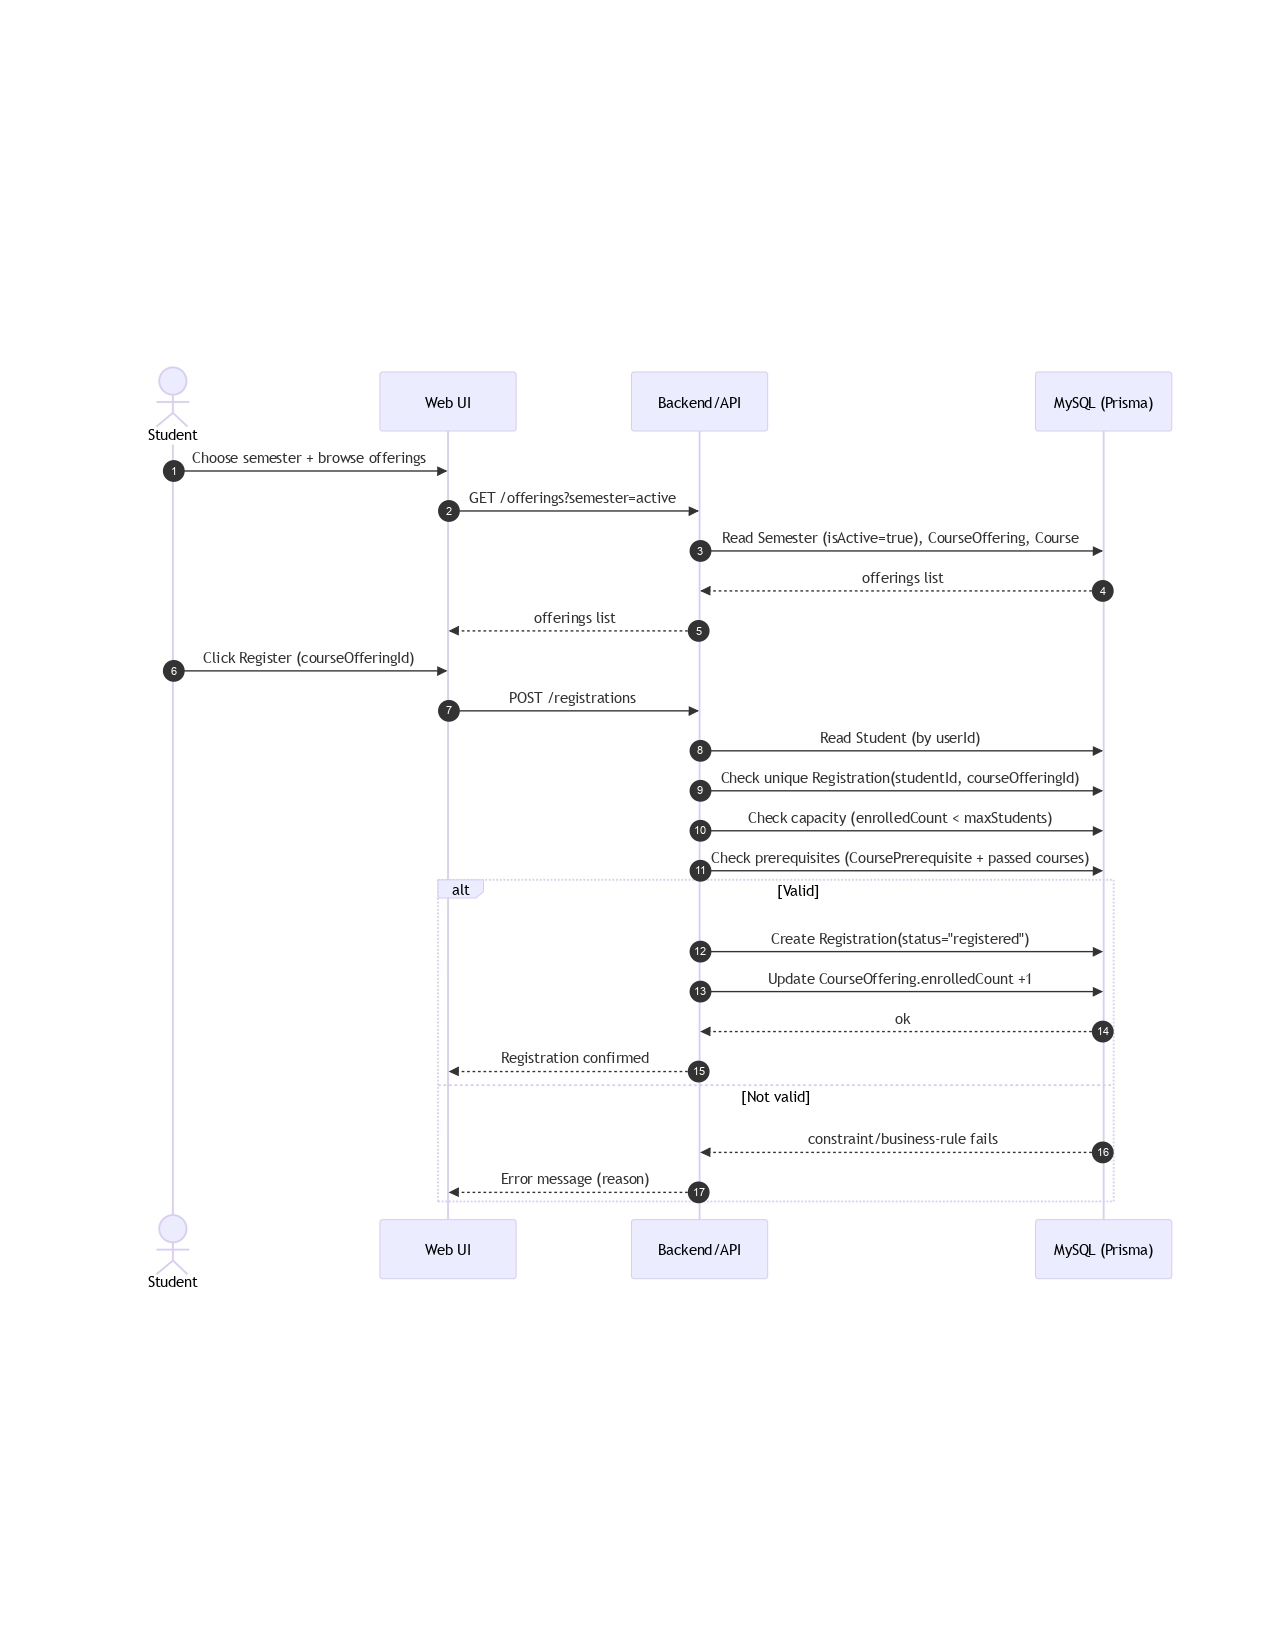 Student
Web UI
Backend/API
MySQL (Prisma)
1
Choose semester + browse offerings
2
GET /offerings?semester=active
3
Read Semester (isActive=true), CourseOffering, Course
offerings list
4
offerings list
5
6
Click Register (courseOfferingId)
7
POST /registrations
8
Read Student (by userId)
9
Check unique Registration(studentId, courseOfferingId)
10
Check capacity (enrolledCount < maxStudents)
11
Check prerequisites (CoursePrerequisite + passed courses)
alt
[Valid]
12
Create Registration(status="registered")
13
Update CourseOffering.enrolledCount +1
ok
14
Registration confirmed
15
[Not valid]
constraint/business-rule fails
16
Error message (reason)
17
Student
Web UI
Backend/API
MySQL (Prisma)